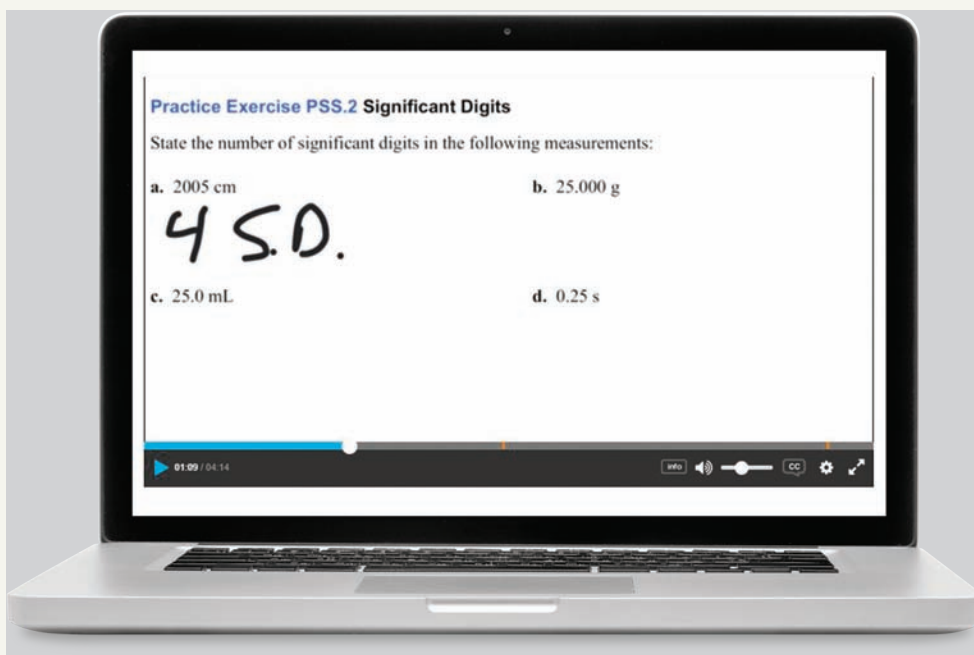 Practice Exercise PSS.2 Significant Digits
State the number of significant digits in the following measurements:
a. 2005 cm
b. 25.000 g
4 S.D.
c. 25.0 mL
d. 0.25 s
01:09 / 04:14
info
CC